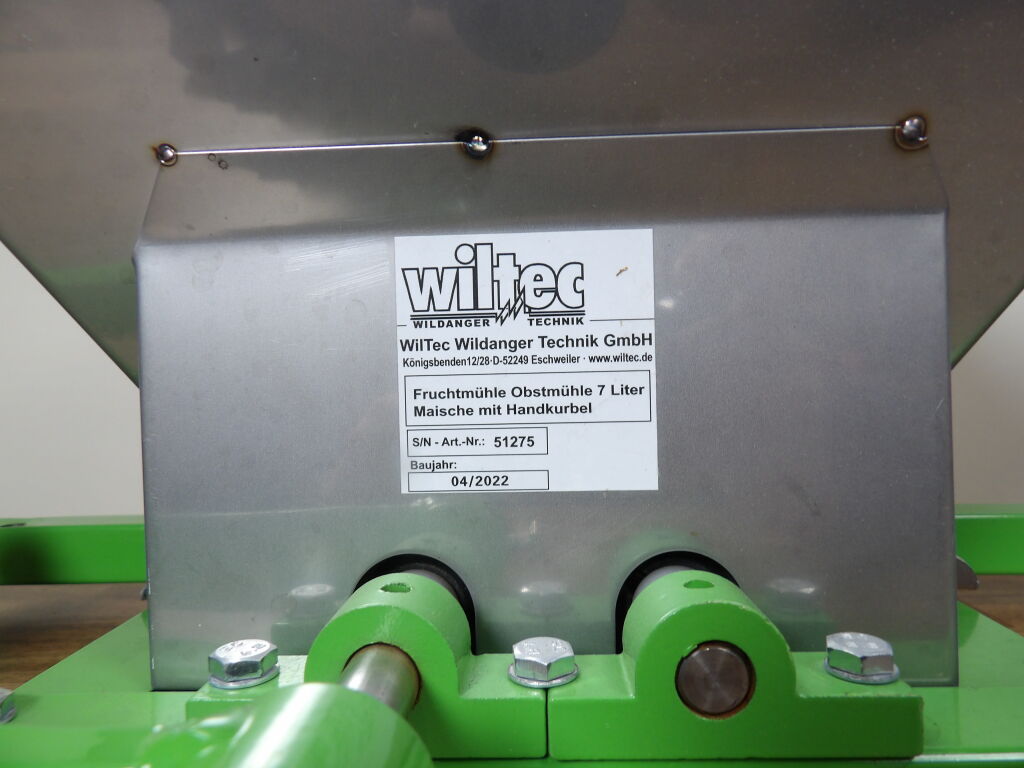 wiltec
WILDANGER TECHNIK
WilTec Wildanger Technik GmbH
Königsbenden12/28·D-52249 Eschweiler · www.wiltec.de
Fruchtmühle Obstmühle 7 Liter
Maische mit Handkurbel
S/N - Art.-Nr.: 51275
Baujahr:
04/2022